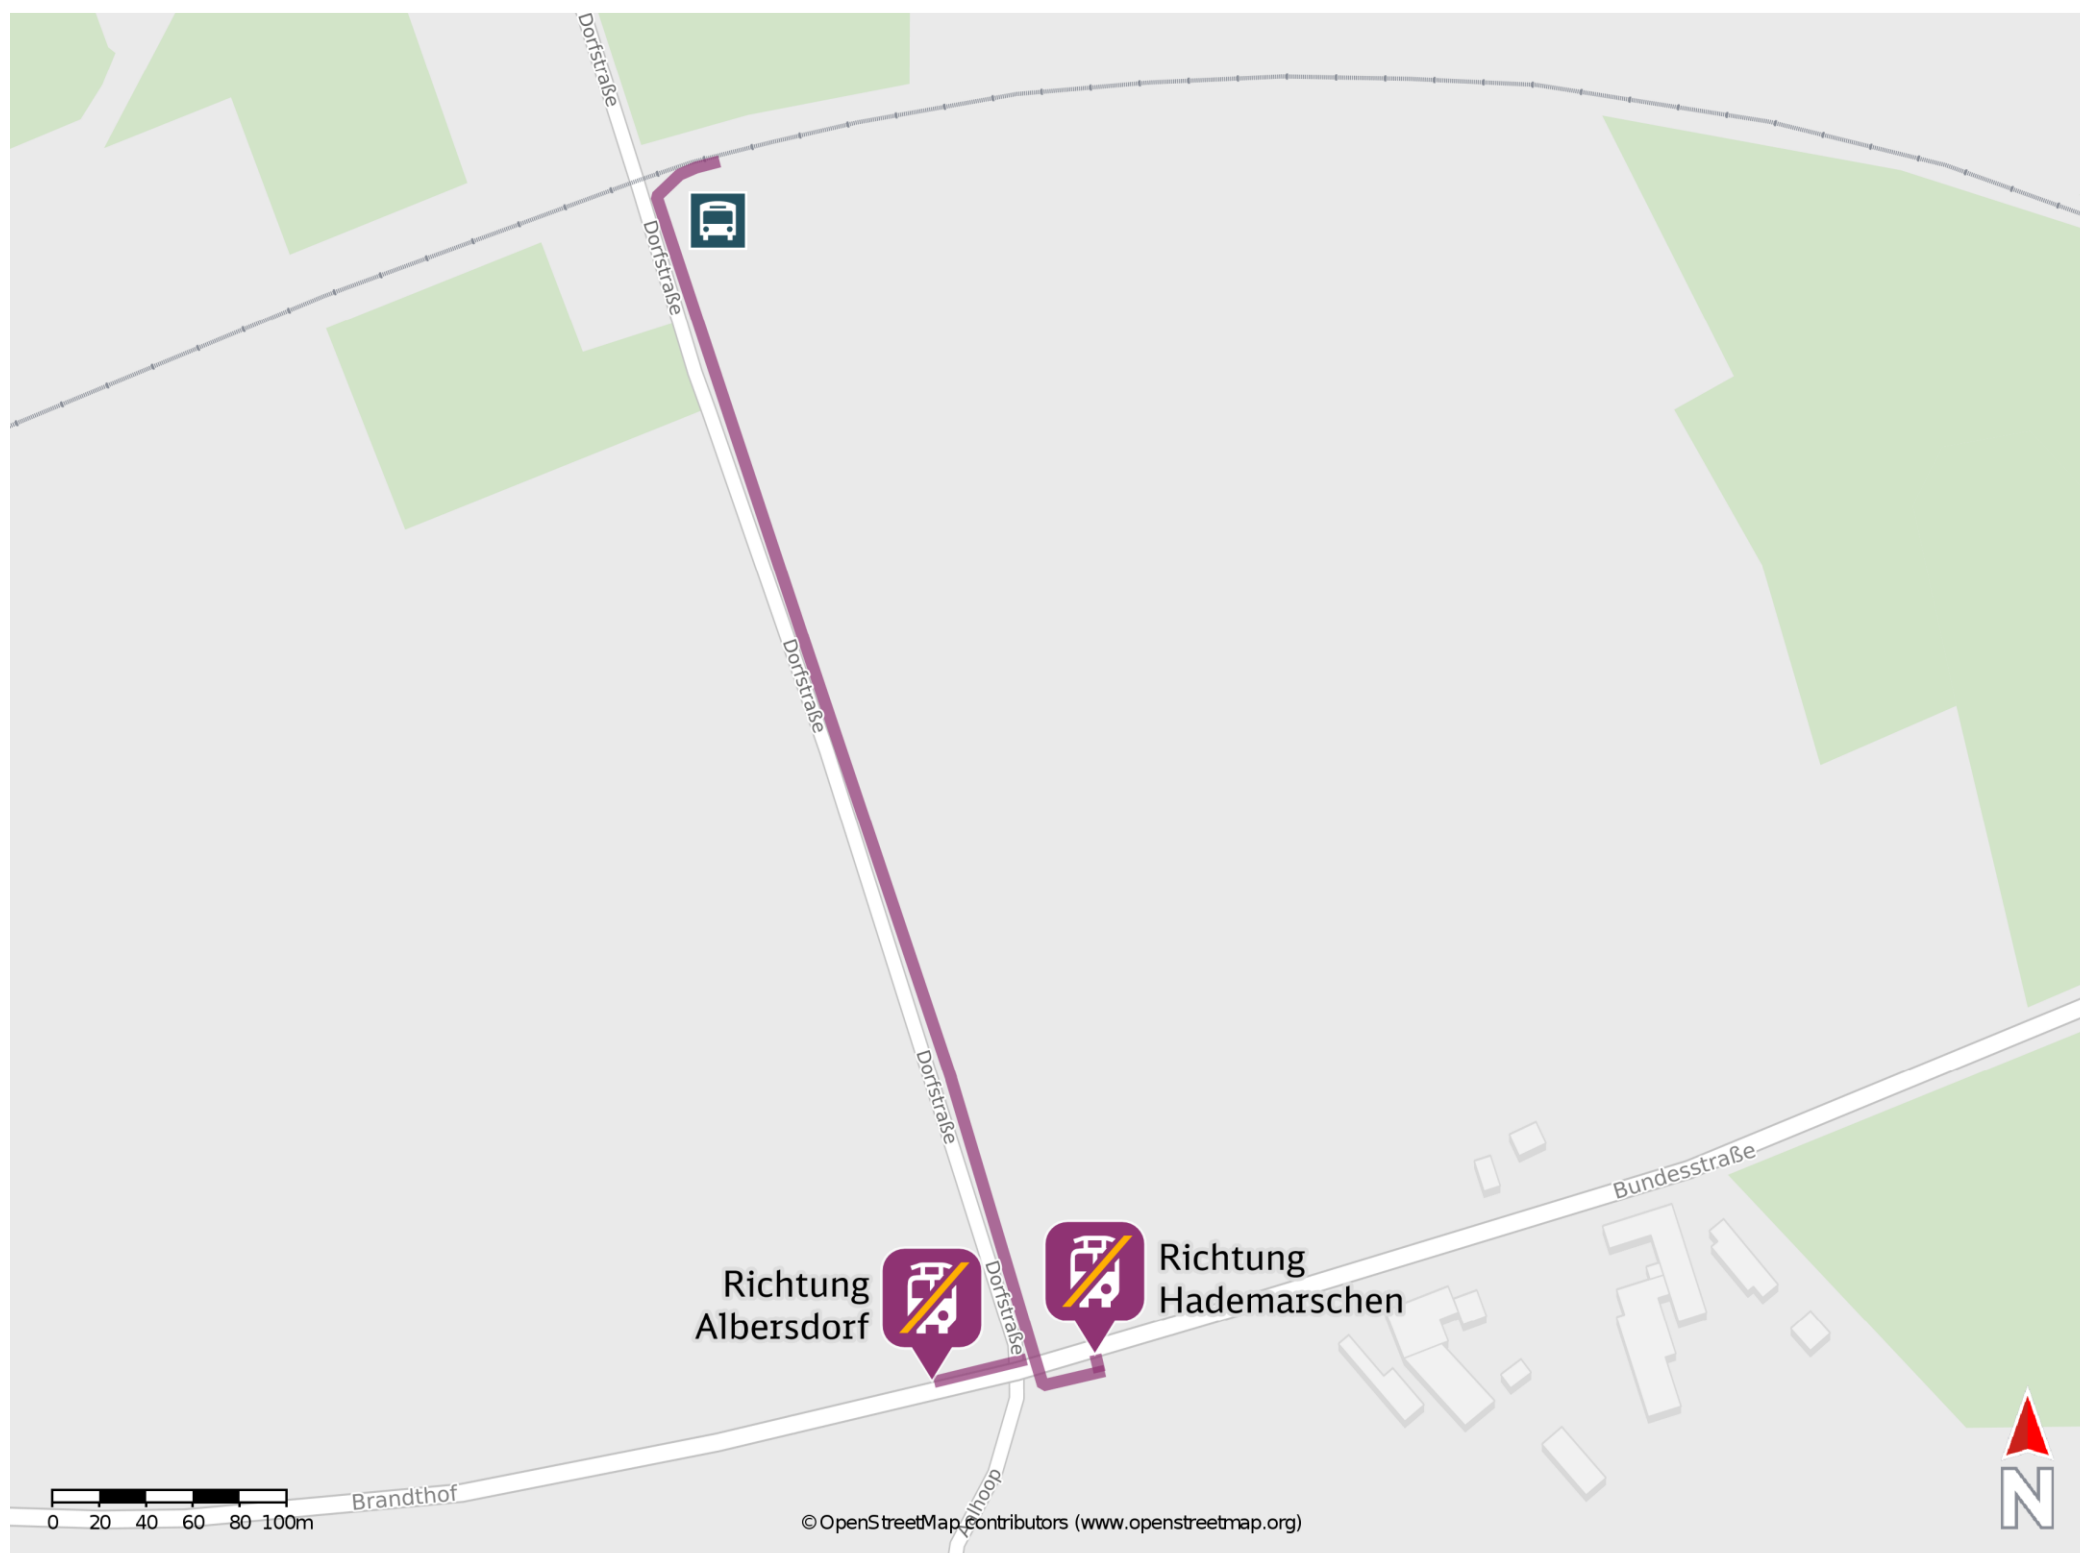 Dorfstraße
Dorfstraße
Dorfstraße
Dorfstraße
Bundesstraße
Dorfstraße
Richtung
Hademarschen
Richtung
Albersdorf
Brandthof
Aalhoop
0 20 40 60 80 100m
© OpenStreetMap contributors (www.openstreetmap.org)
N